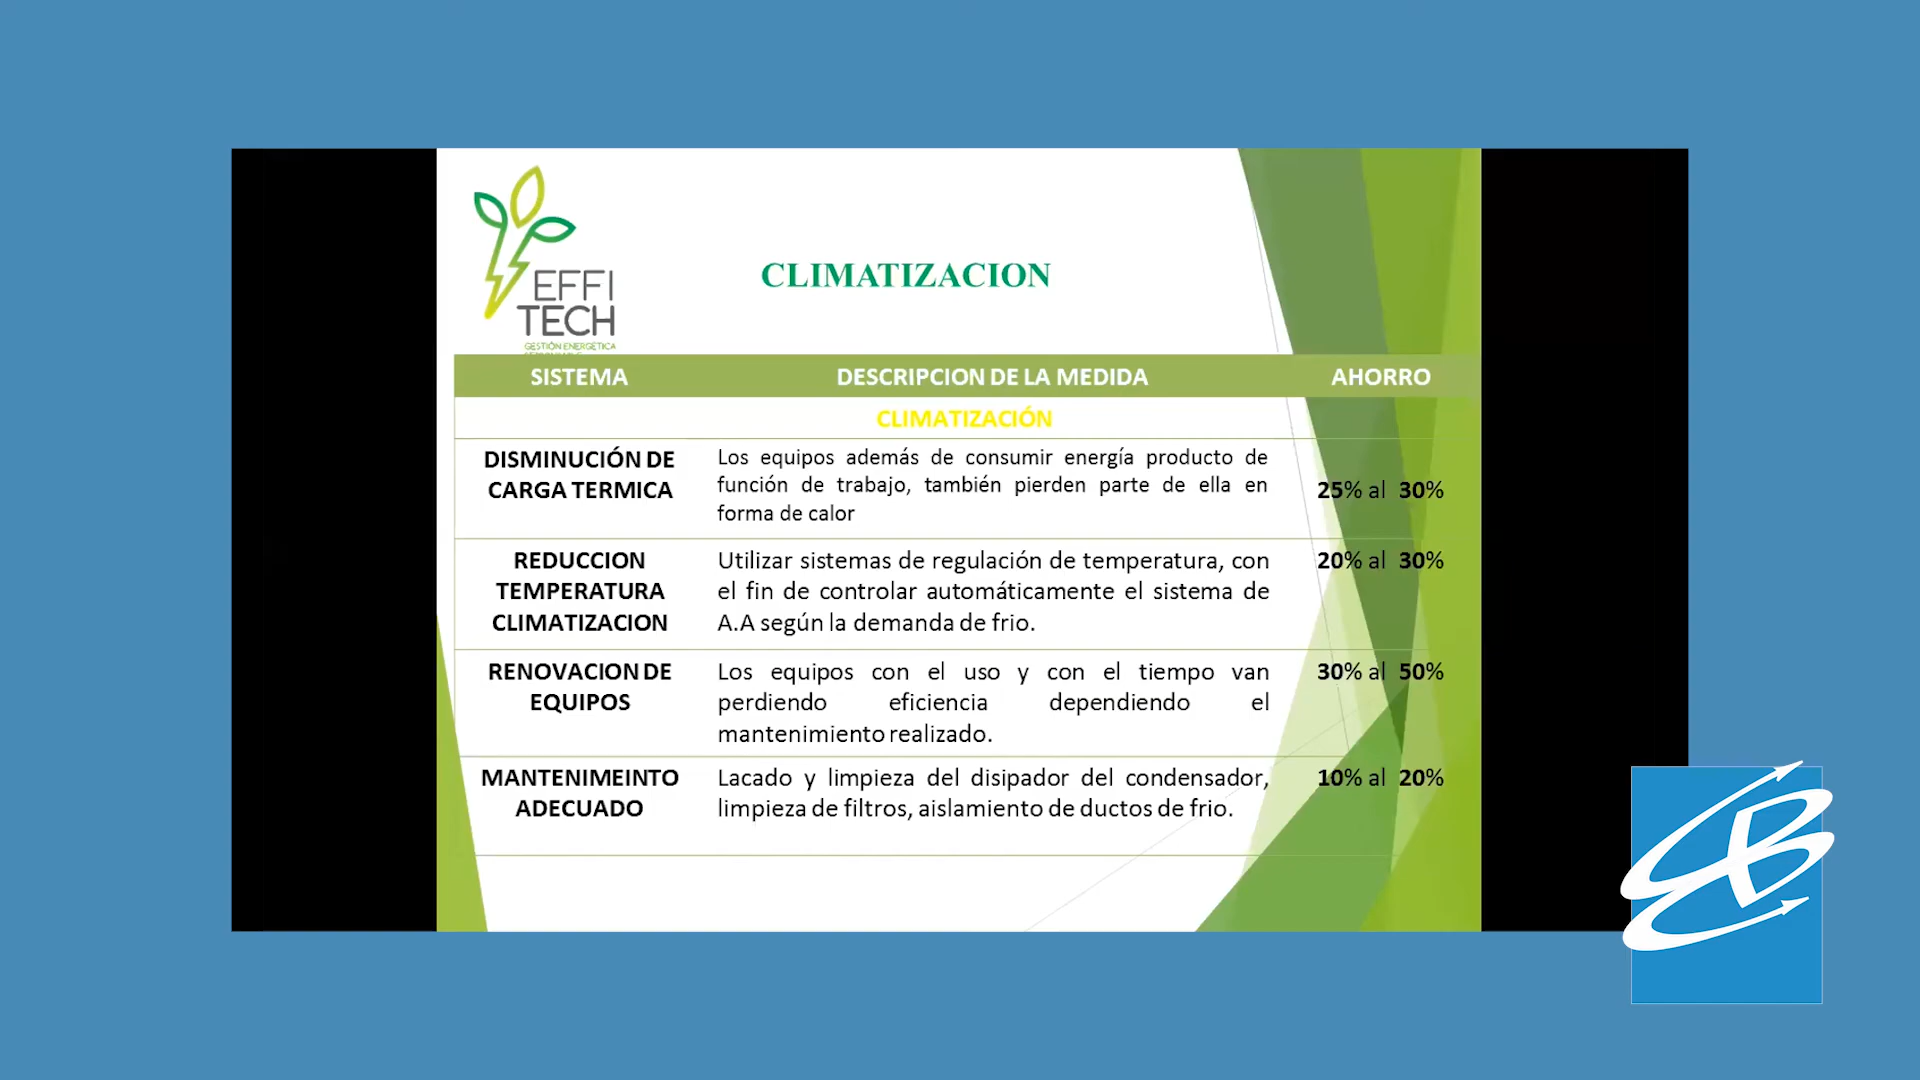 EFFI
TECH
GESTIÓN ENERGETICA
CLIMATIZACION
SISTEMA DESCRIPCION DE LA MEDIDA AHORRO
CLIMATIZACIÓN
DISMINUCIÓN DE
CARGA TERMICA
Los equipos además de consumir energía producto de
función de trabajo, también pierden parte de ella en
forma de calor
25% al 30%
REDUCCION
TEMPERATURA
CLIMATIZACION
Utilizar sistemas de regulación de temperatura, con
el fin de controlar automáticamente el sistema de
A.A según la demanda de frio.
20% al 30%
RENOVACION DE
EQUIPOS
Los equipos con el uso y con el tiempo van
perdiendo eficiencia dependiendo el
mantenimiento realizado.
30% al 50%
MANTENIMEINTO
ADECUADO
Lacado y limpieza del disipador del condensador,
limpieza de filtros, aislamiento de ductos de frio.
10% al 20%